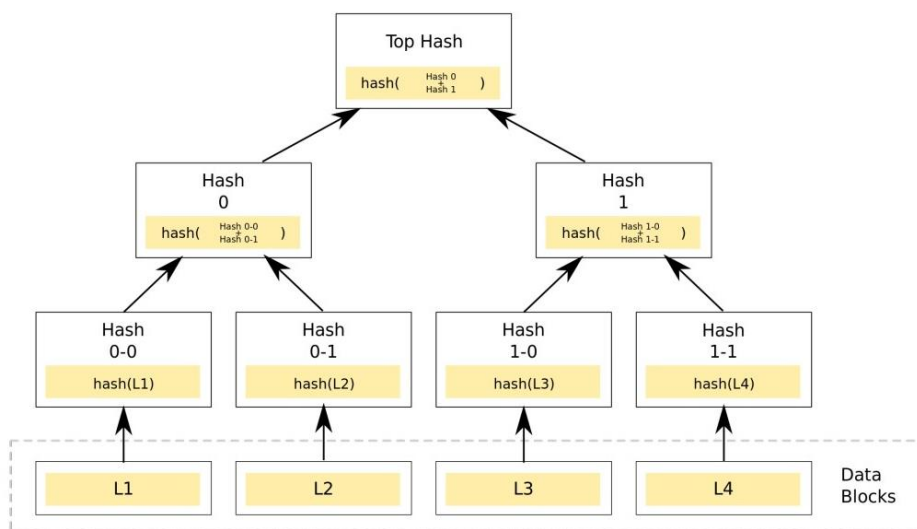 Top Hash
hash( Hash 0 + Hash 1 )
Hash
0
hash( Hash 0-0 + Hash 0-1 )
Hash
1
hash( Hash 1-0 + Hash 1-1 )
Hash
0-0
hash(L1)
Hash
0-1
hash(L2)
Hash
1-0
hash(L3)
Hash
1-1
hash(L4)
L1
L2
L3
L4
Data
Blocks